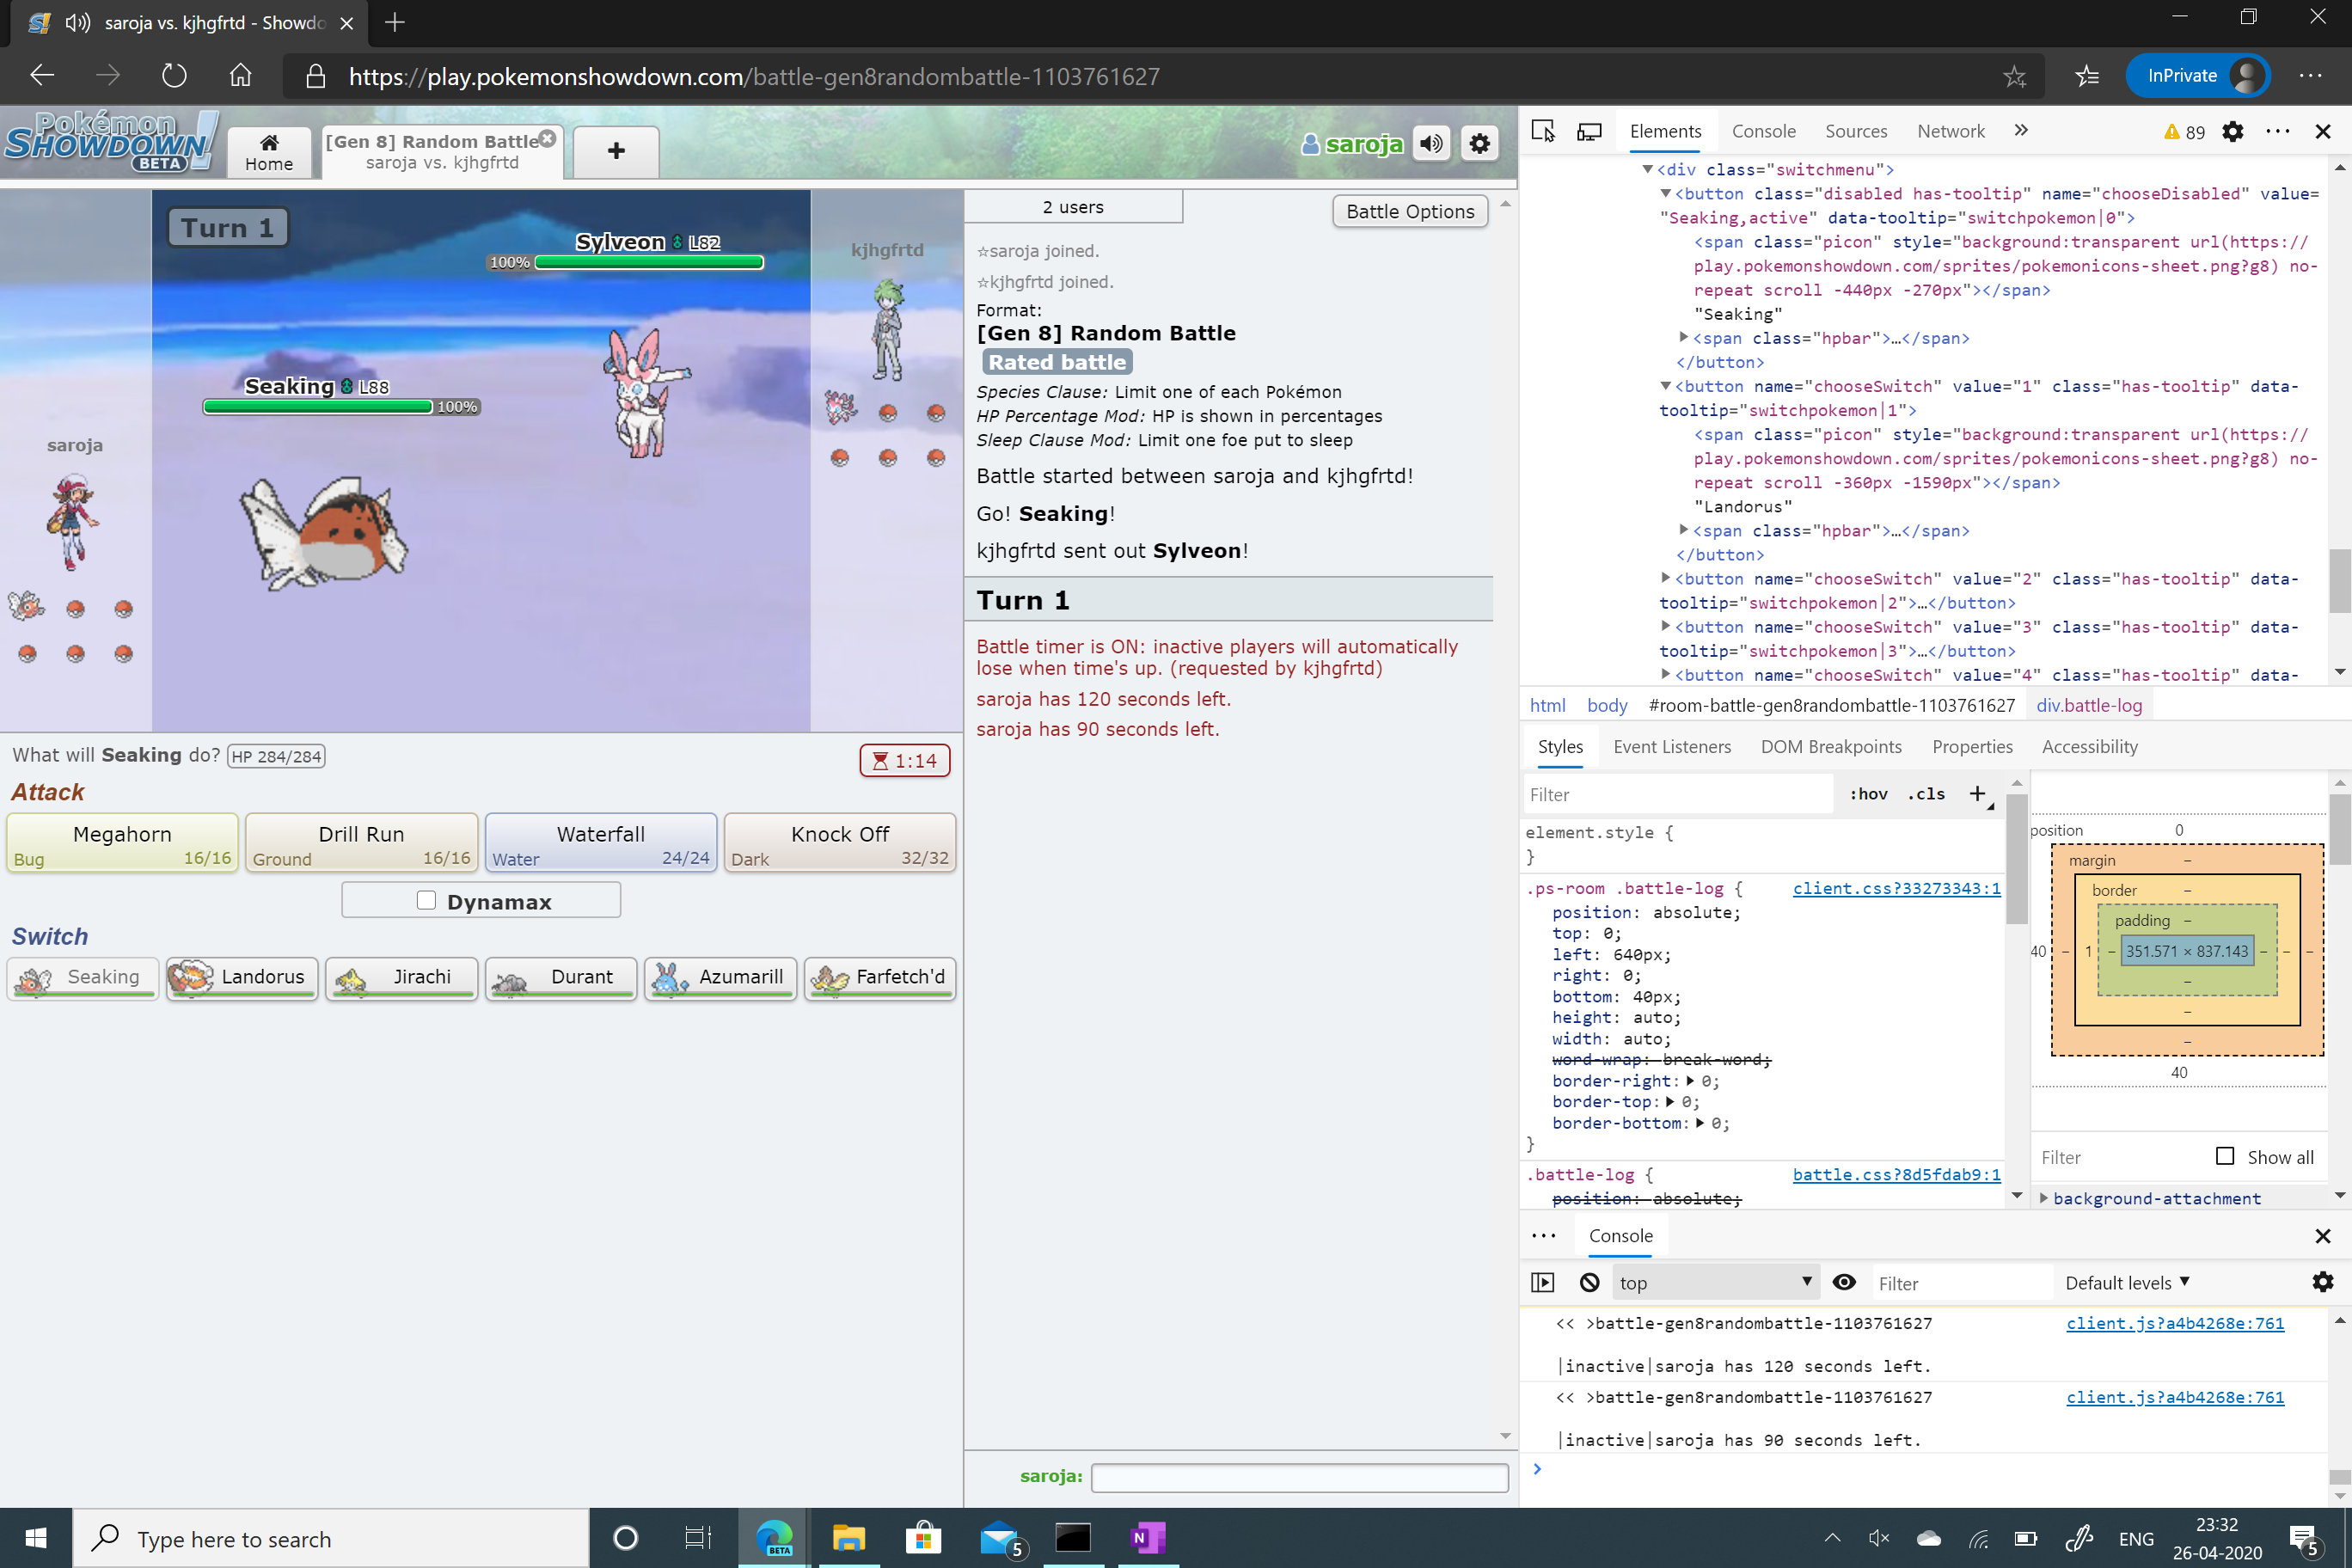 saroja vs. kjhgfrtd - Showdo
https://play.pokemonshowdown.com/battle-gen8randombattle-1103761627
InPrivate
Pokémon
SHOWDOWN!
BETA
Home
[Gen 8] Random Battle
saroja vs. kjhgfrtd
+
saroja
Turn 1
Sylveon L82
100%
kjhgfrtd
Seaking L88
100%
saroja
What will Seaking do? HP 284/284
1:14
Attack
Megahorn
Bug 16/16
Drill Run
Ground 16/16
Waterfall
Water 24/24
Knock Off
Dark 32/32
Dynamax
Switch
Seaking Landorus Jirachi Durant Azumarill Farfetch'd
2 users
Battle Options
☆saroja joined.
☆kjhgfrtd joined.
Format:
[Gen 8] Random Battle
Rated battle
Species Clause: Limit one of each Pokémon
HP Percentage Mod: HP is shown in percentages
Sleep Clause Mod: Limit one foe put to sleep
Battle started between saroja and kjhgfrtd!
Go! Seaking!
kjhgfrtd sent out Sylveon!
Turn 1
Battle timer is ON: inactive players will automatically
lose when time's up. (requested by kjhgfrtd)
saroja has 120 seconds left.
saroja has 90 seconds left.
saroja:
Elements Console Sources Network » 89
<div class="switchmenu">
<button class="disabled has-tooltip" name="chooseDisabled" value=
"Seaking,active" data-tooltip="switchpokemon|0">
<span class="picon" style="background:transparent url(https://
play.pokemonshowdown.com/sprites/pokemonicons-sheet.png?g8) no-
repeat scroll -440px -270px"></span>
"Seaking"
<span class="hpbar">…</span>
</button>
<button name="chooseSwitch" value="1" class="has-tooltip" data-
tooltip="switchpokemon|1">
<span class="picon" style="background:transparent url(https://
play.pokemonshowdown.com/sprites/pokemonicons-sheet.png?g8) no-
repeat scroll -360px -1590px"></span>
"Landorus"
<span class="hpbar">…</span>
</button>
<button name="chooseSwitch" value="2" class="has-tooltip" data-
tooltip="switchpokemon|2">…</button>
<button name="chooseSwitch" value="3" class="has-tooltip" data-
tooltip="switchpokemon|3">…</button>
<button name="chooseSwitch" value="4" class="has-tooltip" data-
html body #room-battle-gen8randombattle-1103761627 div.battle-log
Styles Event Listeners DOM Breakpoints Properties Accessibility
Filter :hov .cls +
element.style {
}
.ps-room .battle-log { client.css?33273343:1
position: absolute;
top: 0;
left: 640px;
right: 0;
bottom: 40px;
height: auto;
width: auto;
word-wrap: break-word;
border-right: 0;
border-top: 0;
border-bottom: 0;
}
.battle-log { battle.css?8d5fdab9:1
position: absolute;
position 0
margin –
border –
padding –
40 – 1 – 351.571 × 837.143 – – –
–
–
–
40
Filter Show all
background-attachment
Console
top Filter Default levels
<< >battle-gen8randombattle-1103761627 client.js?a4b4268e:761
|inactive|saroja has 120 seconds left.
<< >battle-gen8randombattle-1103761627 client.js?a4b4268e:761
|inactive|saroja has 90 seconds left.
Type here to search
BETA
5
N
ENG
23:32
26-04-2020
5